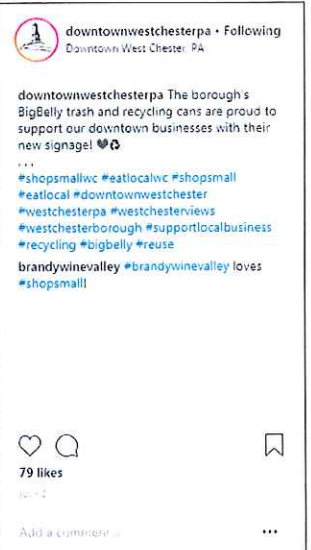 downtownwestchesterpa • Following
Downtown West Chester, PA
downtownwestchesterpa The borough's
BigBelly trash and recycling cans are proud to
support our downtown businesses with their
new signage! 🖤♻
...
#shopsmallwc #eatlocalwc #shopsmall
#eatlocal #downtownwestchester
#westchesterpa #westchesterviews
#westchesterborough #supportlocalbusiness
#recycling #bigbelly #reuse
brandywinevalley #brandywinevalley loves
#shopsmall!
79 likes
Add a comment...